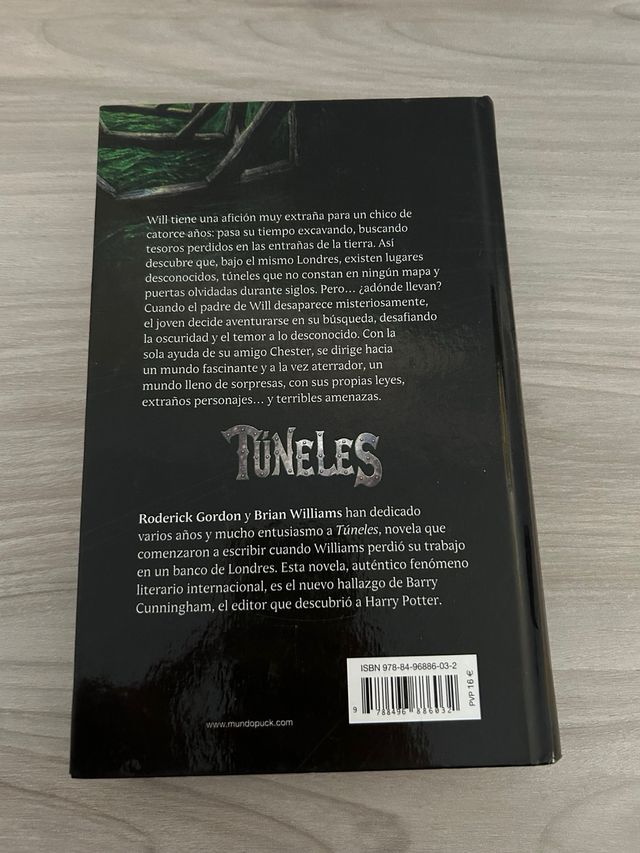 Will tiene una afición muy extraña para un chico de
catorce años: pasa su tiempo excavando, buscando
tesoros perdidos en las entrañas de la tierra. Así
descubre que, bajo el mismo Londres, existen lugares
desconocidos, túneles que no constan en ningún mapa y
puertas olvidadas durante siglos. Pero... ¿adónde llevan?
Cuando el padre de Will desaparece misteriosamente,
el joven decide aventurarse en su búsqueda, desafiando
la oscuridad y el temor a lo desconocido. Con la
sola ayuda de su amigo Chester, se dirige hacia
un mundo fascinante y a la vez aterrador, un
mundo lleno de sorpresas, con sus propias leyes,
extraños personajes... y terribles amenazas.
TÚNELES
Roderick Gordon y Brian Williams han dedicado
varios años y mucho entusiasmo a Túneles, novela que
comenzaron a escribir cuando Williams perdió su trabajo
en un banco de Londres. Esta novela, auténtico fenómeno
literario internacional, es el nuevo hallazgo de Barry
Cunningham, el editor que descubrió a Harry Potter.
ISBN 978-84-96886-03-2
9 788496 886032
PVP 16 €
www.mundopuck.com